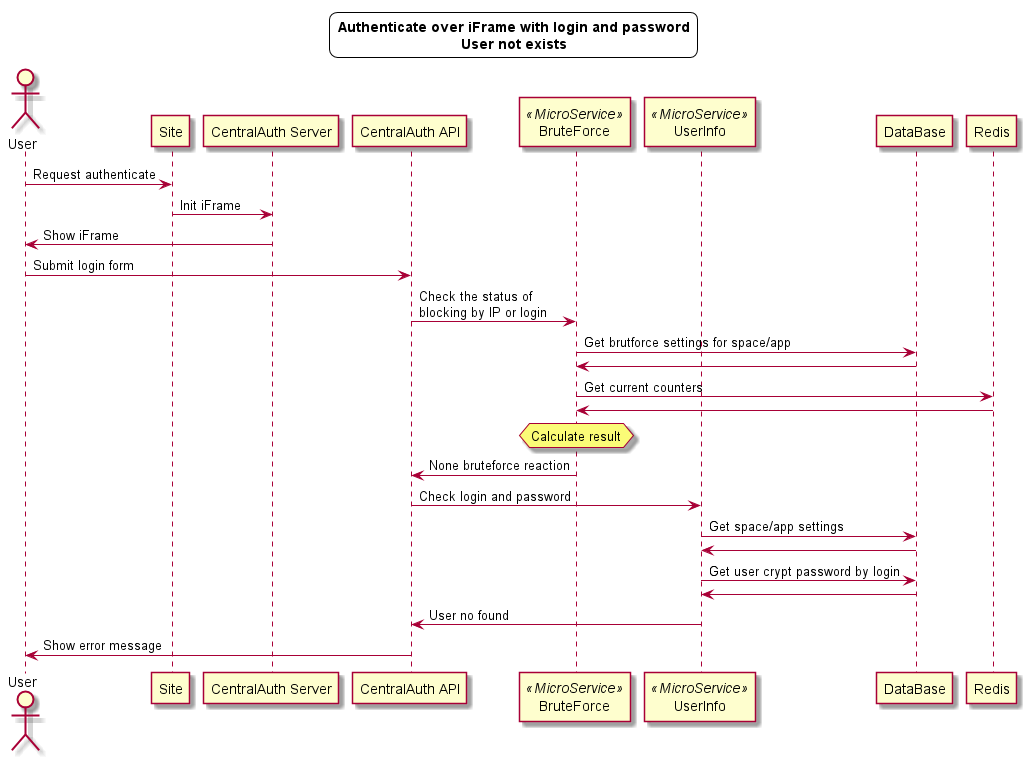 Authenticate over iFrame with login and password
User not exists
User
Site
CentralAuth Server
CentralAuth API
« MicroService »
BruteForce
« MicroService »
UserInfo
DataBase
Redis
Request authenticate
Init iFrame
Show iFrame
Submit login form
Check the status of
blocking by IP or login
Get brutforce settings for space/app
Get current counters
Calculate result
None bruteforce reaction
Check login and password
Get space/app settings
Get user crypt password by login
User no found
Show error message
User
Site
CentralAuth Server
CentralAuth API
« MicroService »
BruteForce
« MicroService »
UserInfo
DataBase
Redis